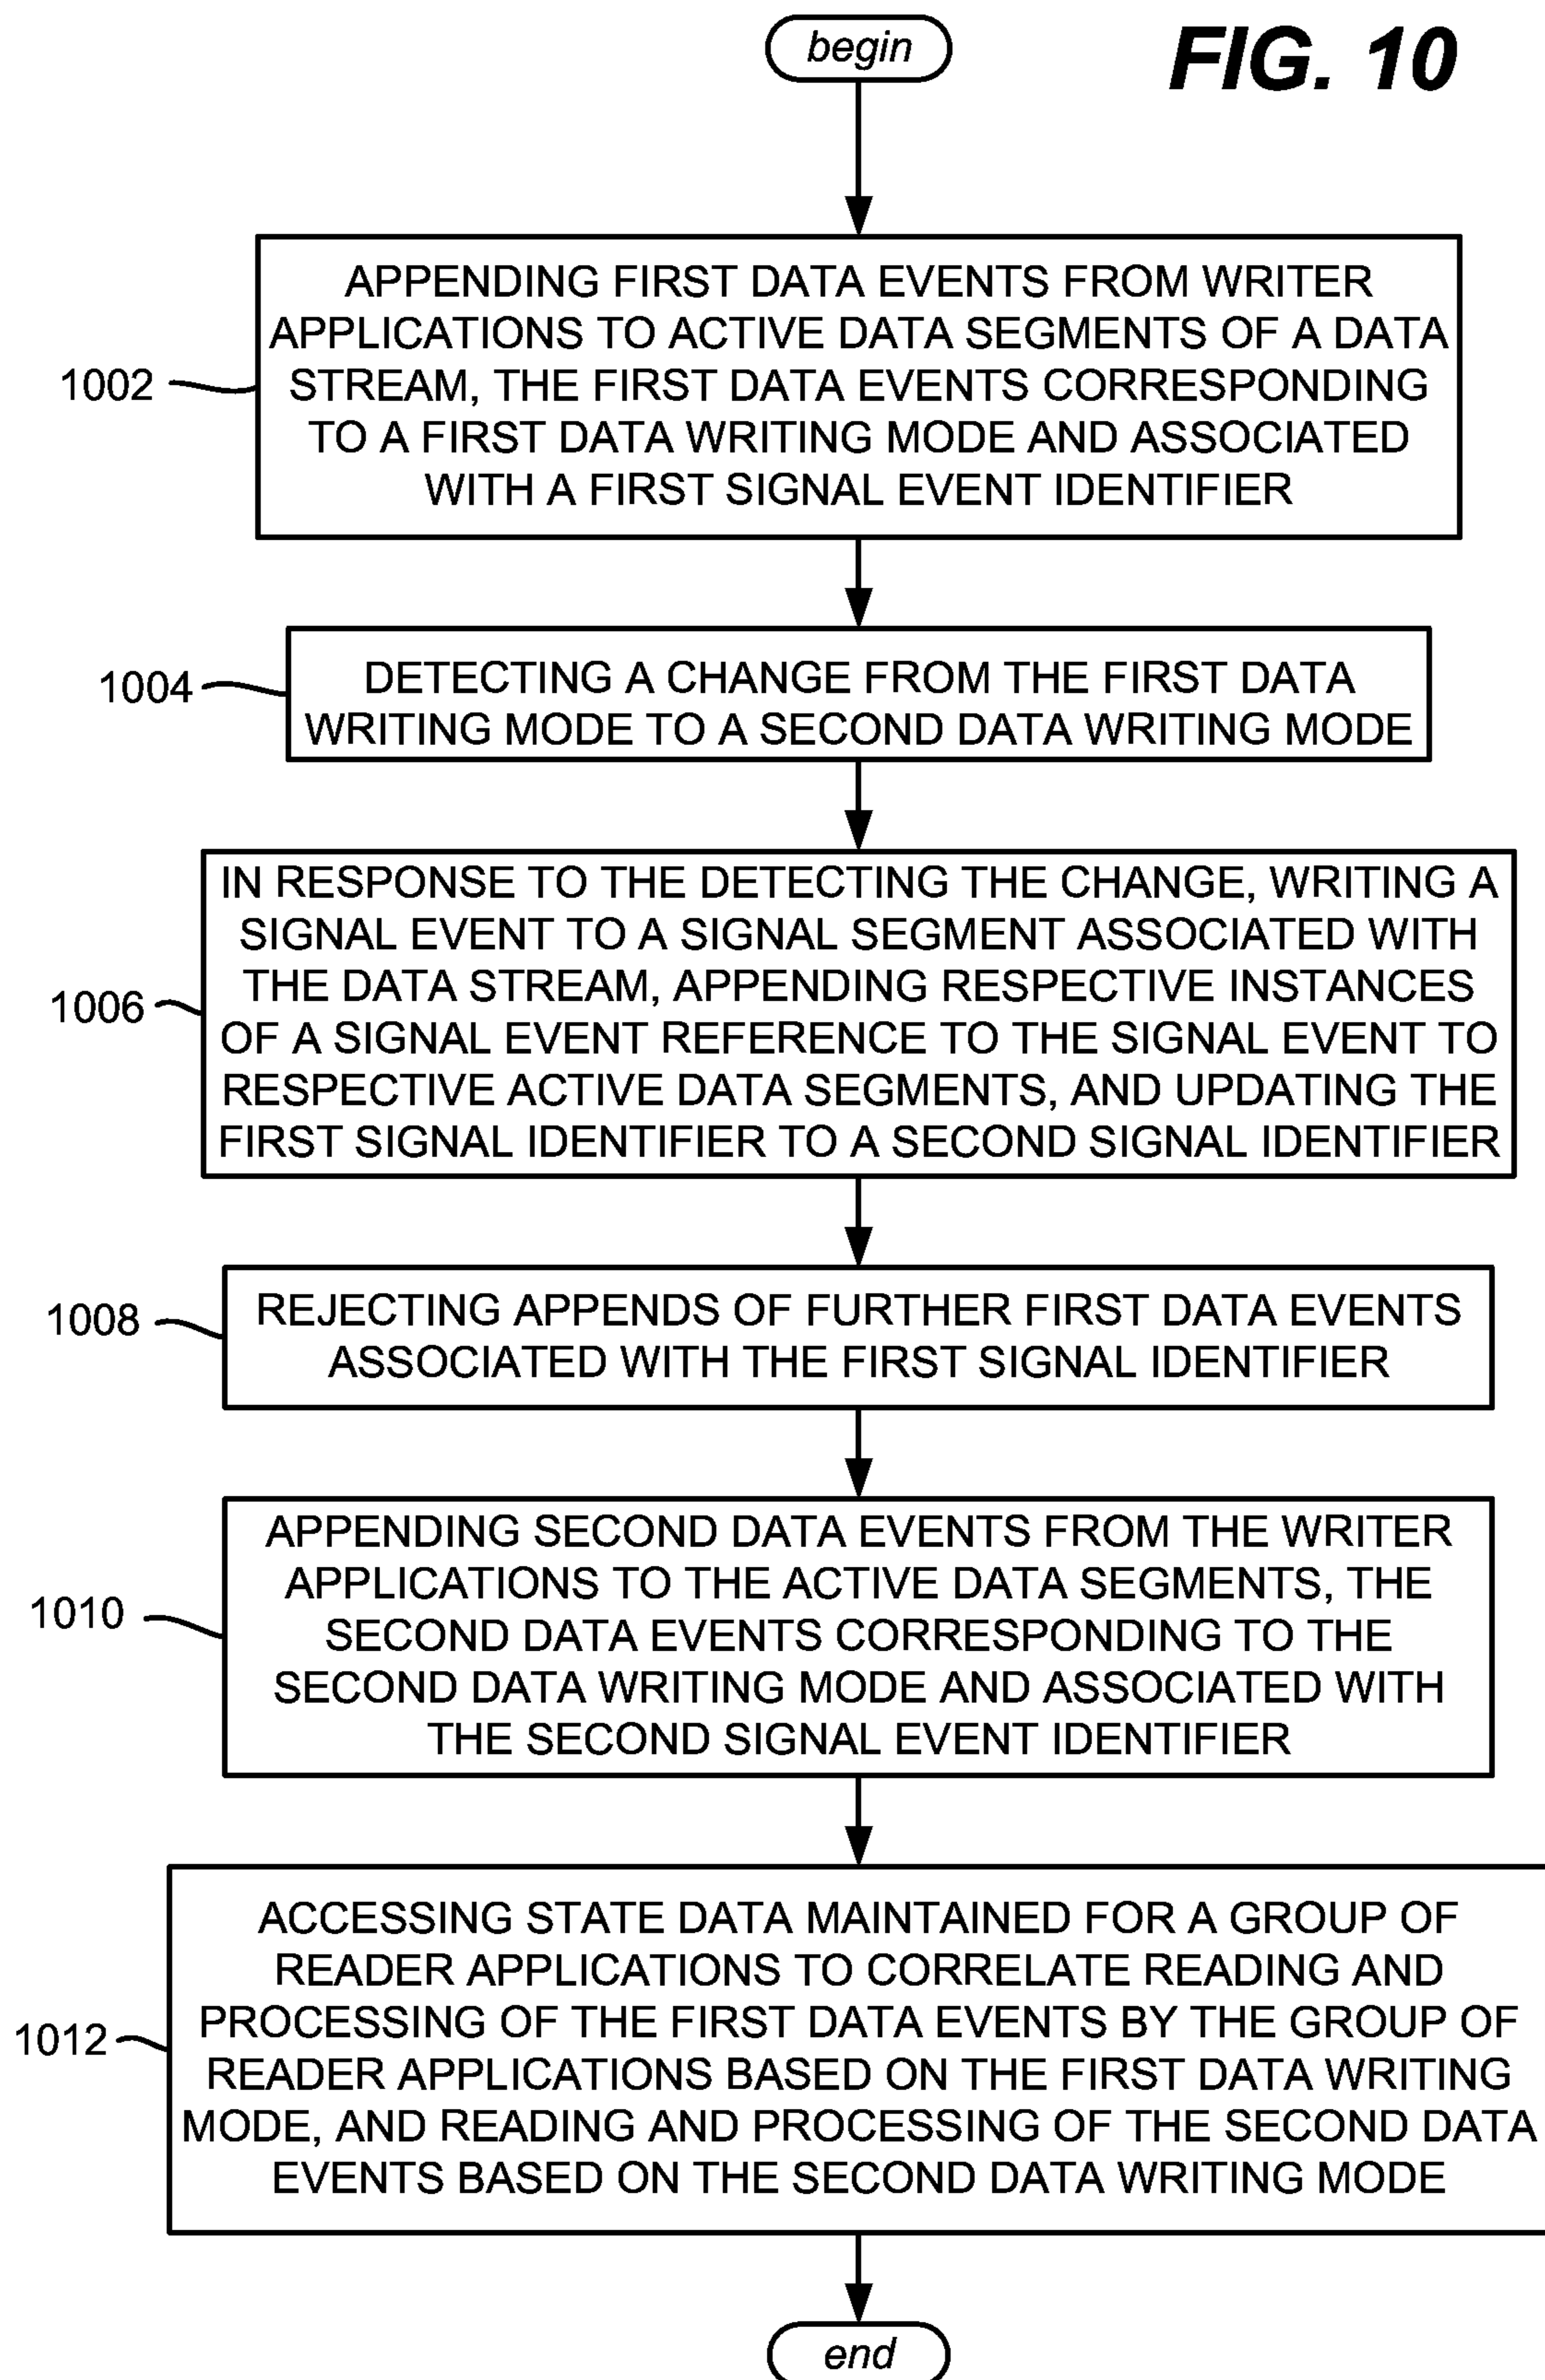 begin
FIG. 10
APPENDING FIRST DATA EVENTS FROM WRITER
APPLICATIONS TO ACTIVE DATA SEGMENTS OF A DATA
STREAM, THE FIRST DATA EVENTS CORRESPONDING
TO A FIRST DATA WRITING MODE AND ASSOCIATED
WITH A FIRST SIGNAL EVENT IDENTIFIER
1002
DETECTING A CHANGE FROM THE FIRST DATA
WRITING MODE TO A SECOND DATA WRITING MODE
1004
IN RESPONSE TO THE DETECTING THE CHANGE, WRITING A
SIGNAL EVENT TO A SIGNAL SEGMENT ASSOCIATED WITH
THE DATA STREAM, APPENDING RESPECTIVE INSTANCES
OF A SIGNAL EVENT REFERENCE TO THE SIGNAL EVENT TO
RESPECTIVE ACTIVE DATA SEGMENTS, AND UPDATING THE
FIRST SIGNAL IDENTIFIER TO A SECOND SIGNAL IDENTIFIER
1006
REJECTING APPENDS OF FURTHER FIRST DATA EVENTS
ASSOCIATED WITH THE FIRST SIGNAL IDENTIFIER
1008
APPENDING SECOND DATA EVENTS FROM THE WRITER
APPLICATIONS TO THE ACTIVE DATA SEGMENTS, THE
SECOND DATA EVENTS CORRESPONDING TO THE
SECOND DATA WRITING MODE AND ASSOCIATED WITH
THE SECOND SIGNAL EVENT IDENTIFIER
1010
ACCESSING STATE DATA MAINTAINED FOR A GROUP OF
READER APPLICATIONS TO CORRELATE READING AND
PROCESSING OF THE FIRST DATA EVENTS BY THE GROUP OF
READER APPLICATIONS BASED ON THE FIRST DATA WRITING
MODE, AND READING AND PROCESSING OF THE SECOND DATA
EVENTS BASED ON THE SECOND DATA WRITING MODE
1012
end